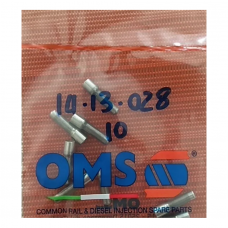 10.13.028
10
OMS
COMMON RAIL & DIESEL INJECTION SPARE PARTS